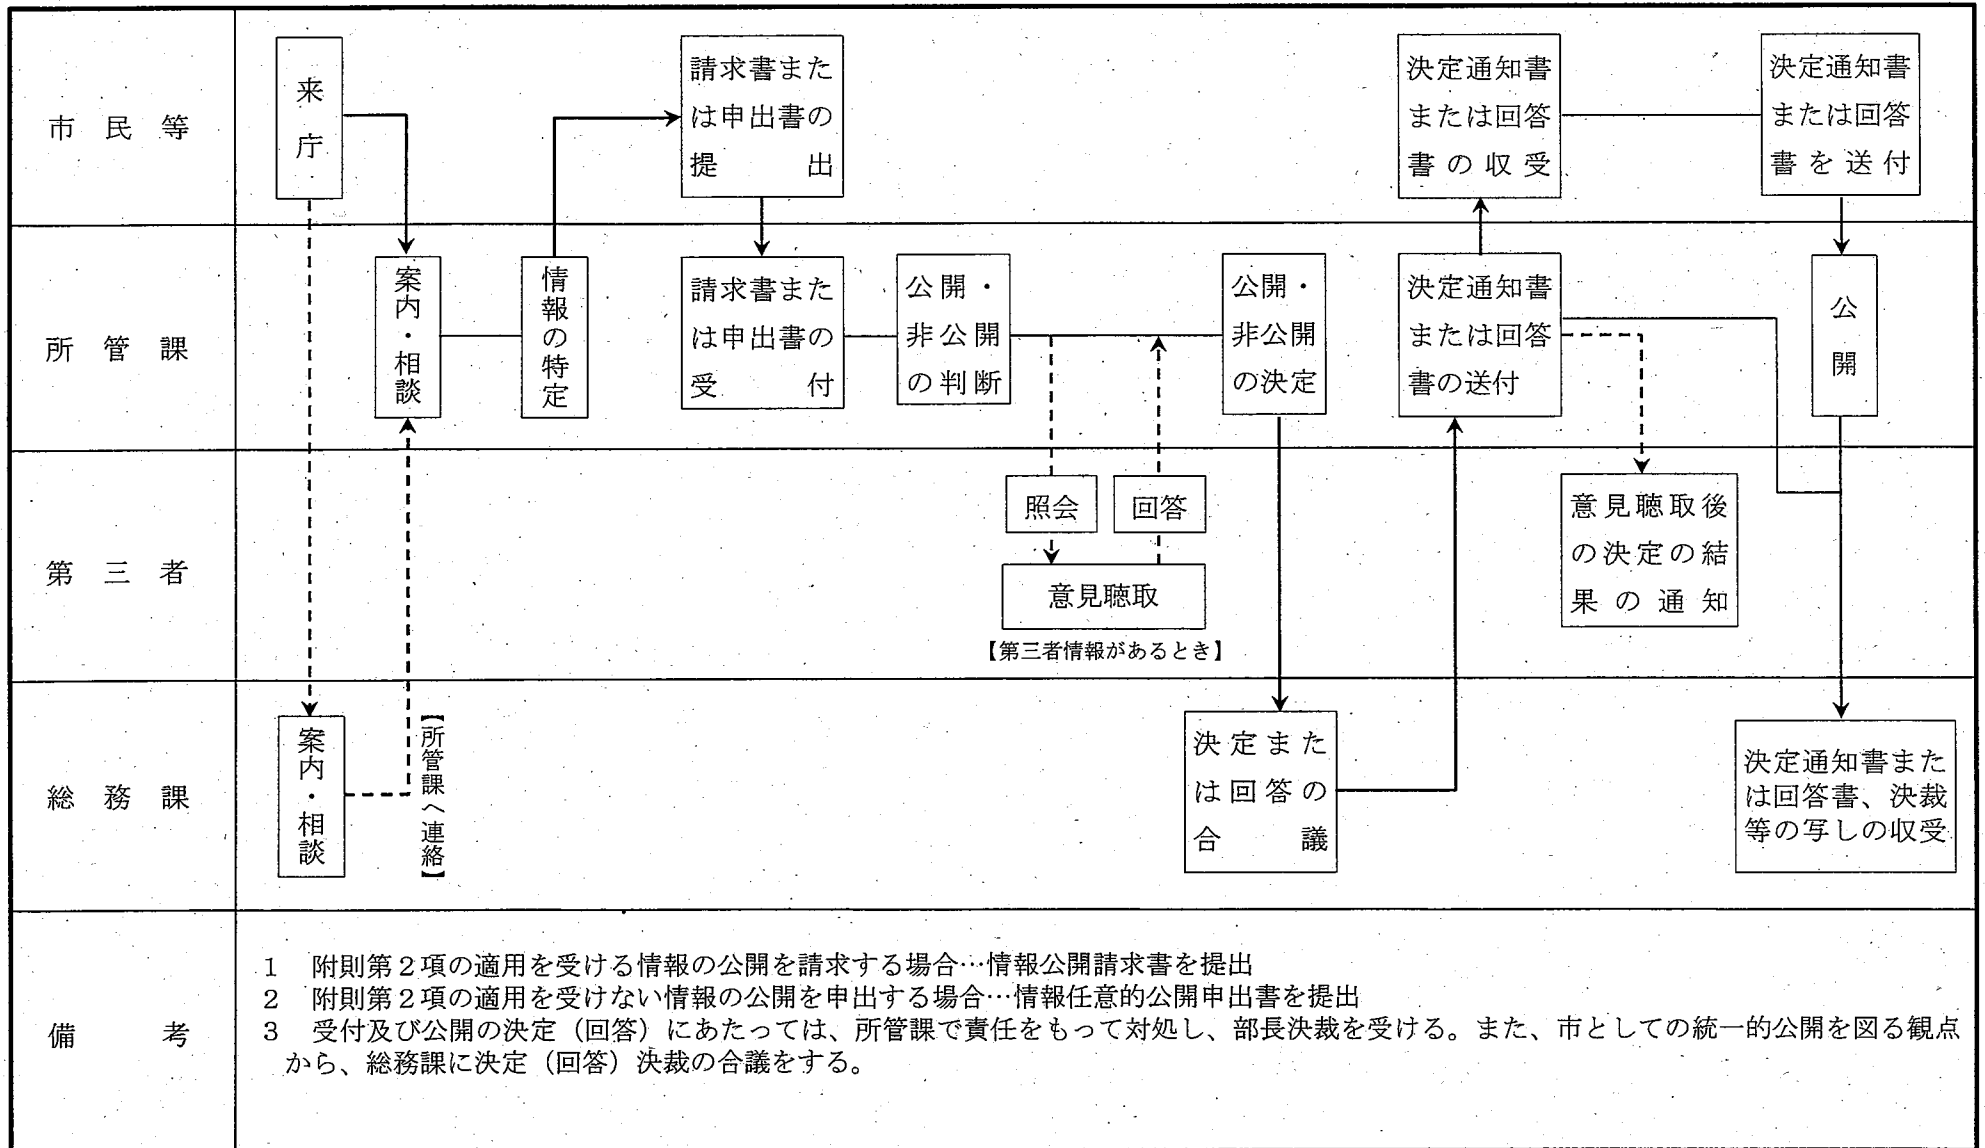 市民等
来庁
請求書また
は申出書の
提出
決定通知書
または回答
書の収受
決定通知書
または回答
書を送付
所管課
案内・相談
情報の特定
請求書また
は申出書の
受付
公開・
非公開
の判断
公開・
非公開
の決定
決定通知書
または回答
書の送付
公開
第三者
照会
回答
意見聴取
【第三者情報があるとき】
意見聴取後
の決定の結
果の通知
総務課
案内・相談
【所管課へ連絡】
決定また
は回答の
合議
決定通知書また
は回答書、決裁
等の写しの収受
備考
1 附則第2項の適用を受ける情報の公開を請求する場合…情報公開請求書を提出
2 附則第2項の適用を受けない情報の公開を申出する場合…情報任意的公開申出書を提出
3 受付及び公開の決定(回答)にあたっては、所管課で責任をもって対処し、部長決裁を受ける。また、市としての統一的公開を図る観点
から、総務課に決定(回答)決裁の合議をする。